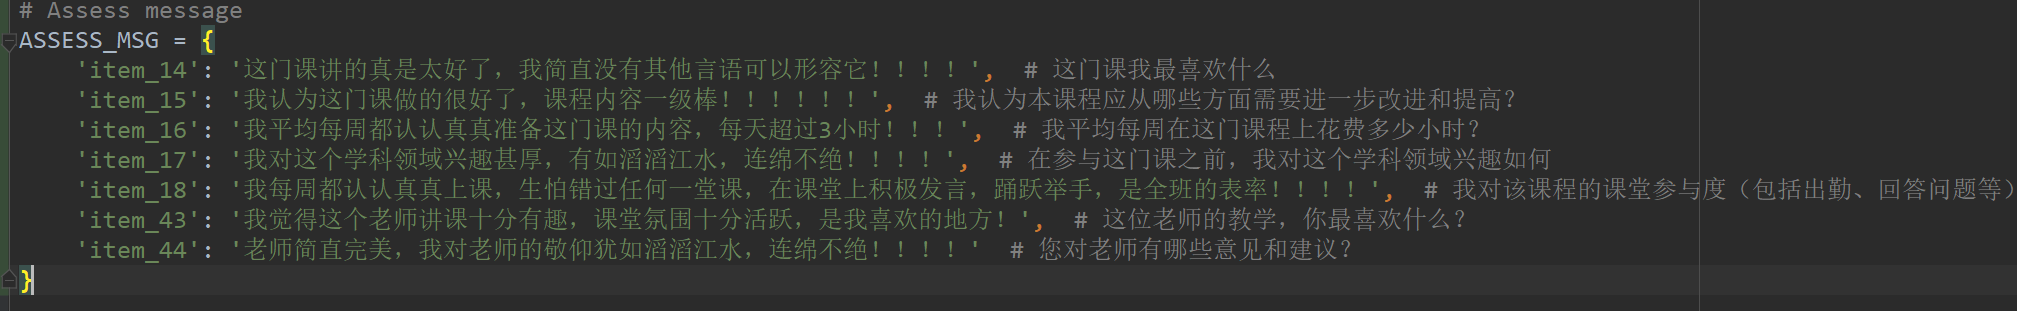 # Assess message
ASSESS_MSG = {
    'item_14': '这门课讲的真是太好了，我简直没有其他言语可以形容它！！！！',  # 这门课我最喜欢什么
    'item_15': '我认为这门课做的很好了，课程内容一级棒！！！！！！',  # 我认为本课程应从哪些方面需要进一步改进和提高？
    'item_16': '我平均每周都认认真真准备这门课的内容，每天超过3小时！！！',  # 我平均每周在这门课程上花费多少小时？
    'item_17': '我对这个学科领域兴趣甚厚，有如滔滔江水，连绵不绝！！！！',  # 在参与这门课之前，我对这个学科领域兴趣如何
    'item_18': '我每周都认认真真上课，生怕错过任何一堂课，在课堂上积极发言，踊跃举手，是全班的表率！！！！',  # 我对该课程的课堂参与度（包括出勤、回答问题等）
    'item_43': '我觉得这个老师讲课十分有趣，课堂氛围十分活跃，是我喜欢的地方！',  # 这位老师的教学，你最喜欢什么？
    'item_44': '老师简直完美，我对老师的敬仰犹如滔滔江水，连绵不绝！！！！'  # 您对老师有哪些意见和建议？
}